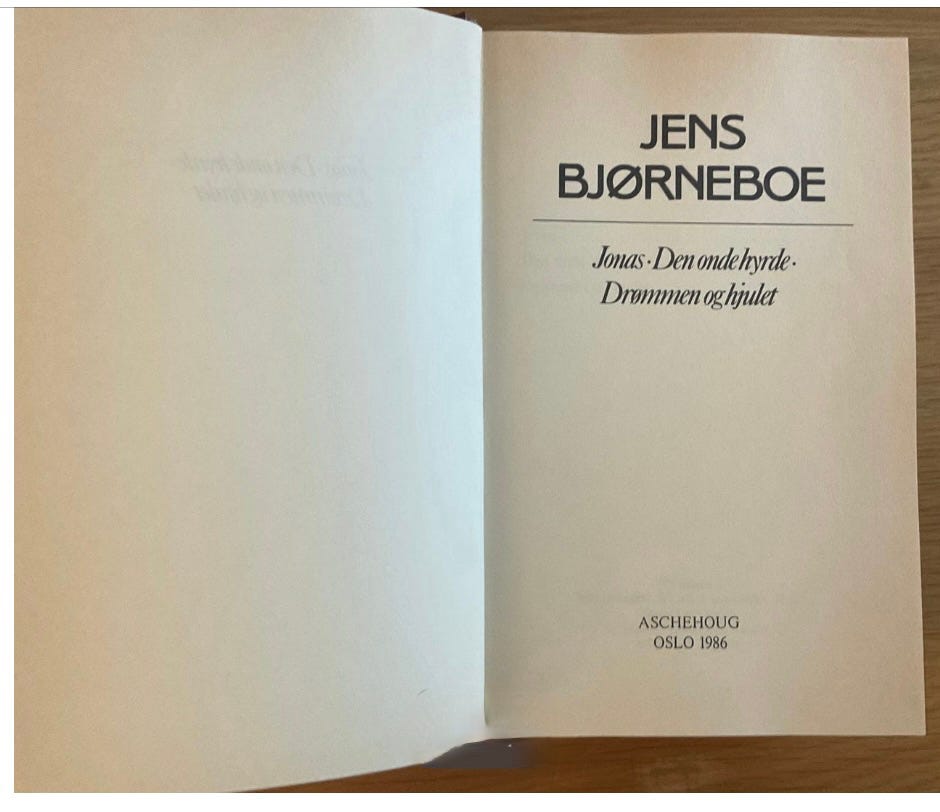 JENS
BJØRNEBOE
Jonas · Den onde hyrde ·
Drømmen og hjulet
ASCHEHOUG
OSLO 1986